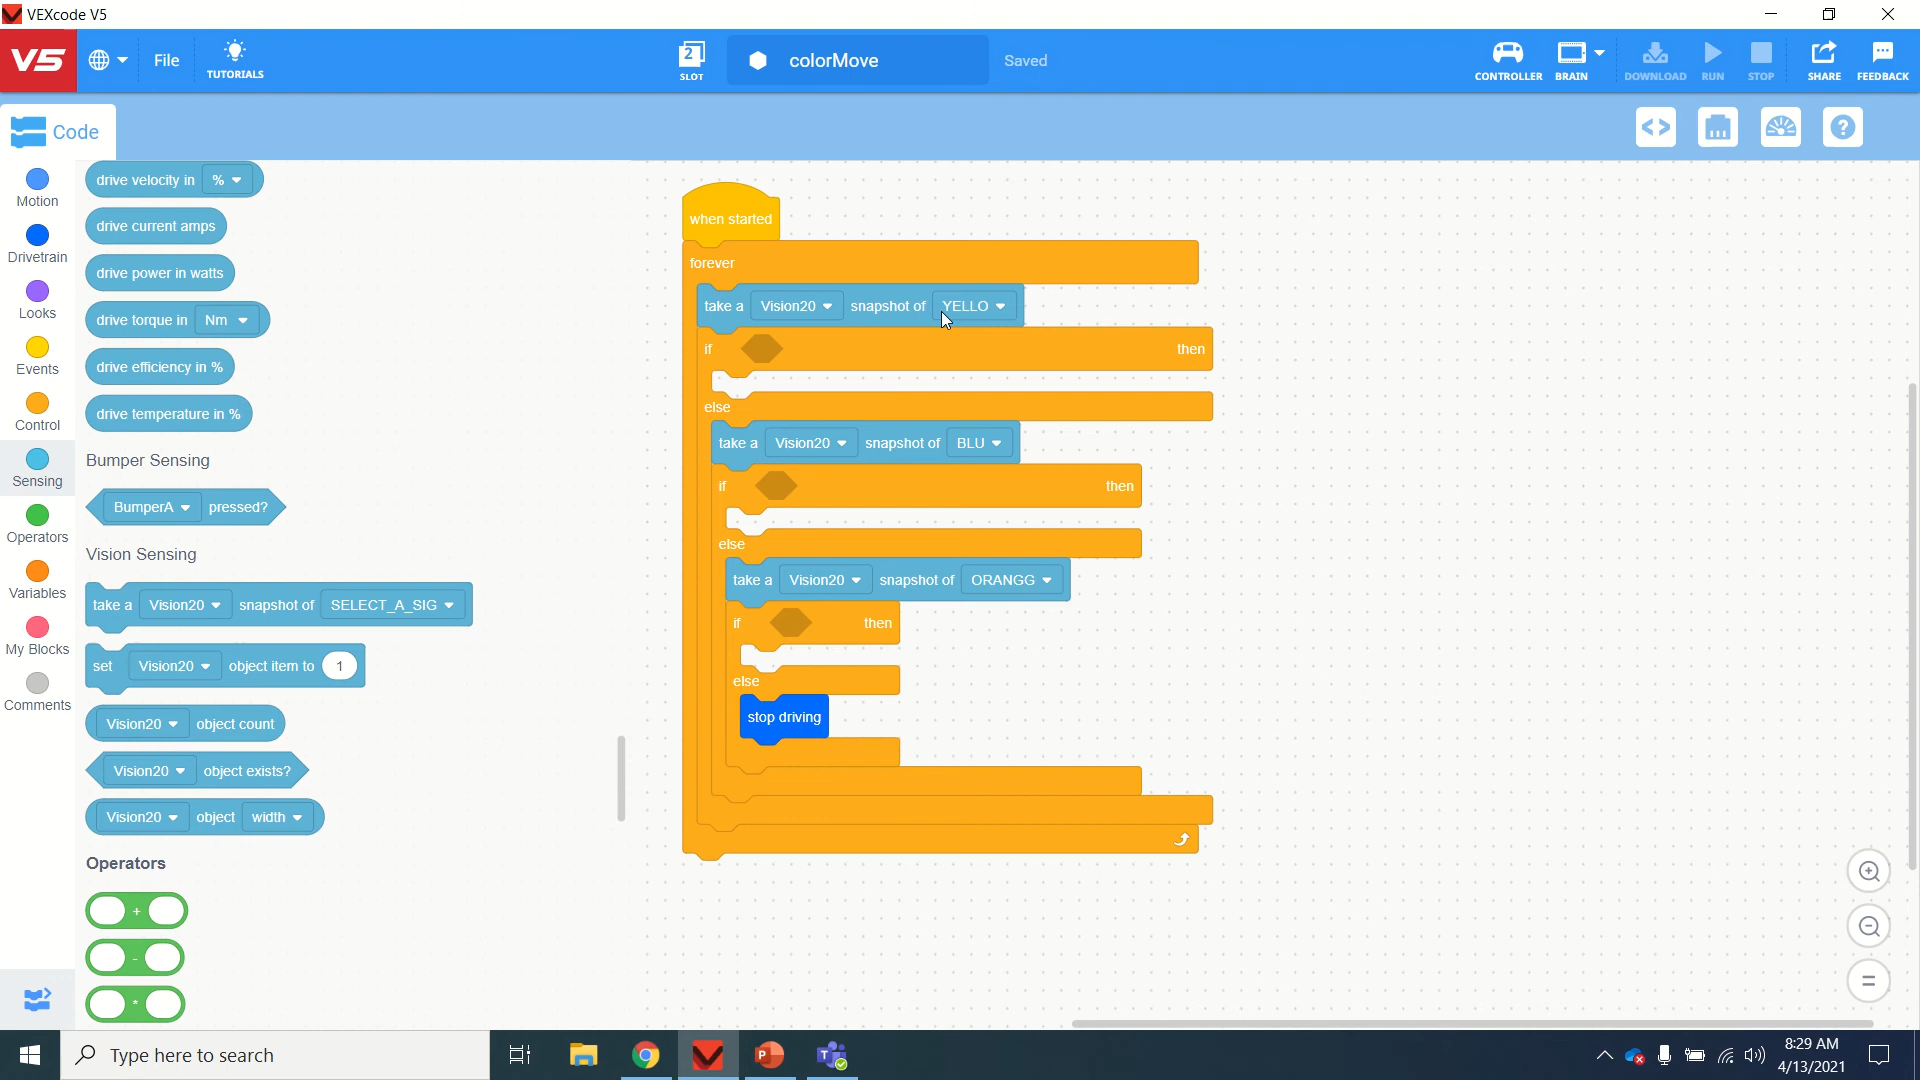 VEXcode V5
V5
File
TUTORIALS
2
SLOT
colorMove
Saved
CONTROLLER
BRAIN
DOWNLOAD
RUN
STOP
SHARE
FEEDBACK
Code
Motion
Drivetrain
Looks
Events
Control
Sensing
Operators
Variables
My Blocks
Comments
drive velocity in %
drive current amps
drive power in watts
drive torque in Nm
drive efficiency in %
drive temperature in %
Bumper Sensing
BumperA pressed?
Vision Sensing
take a Vision20 snapshot of SELECT_A_SIG
set Vision20 object item to 1
Vision20 object count
Vision20 object exists?
Vision20 object width
Operators
+
-
*
when started
forever
take a Vision20 snapshot of YELLO
if then
else
take a Vision20 snapshot of BLU
if then
else
take a Vision20 snapshot of ORANGG
if then
else
stop driving
Type here to search
8:29 AM
4/13/2021